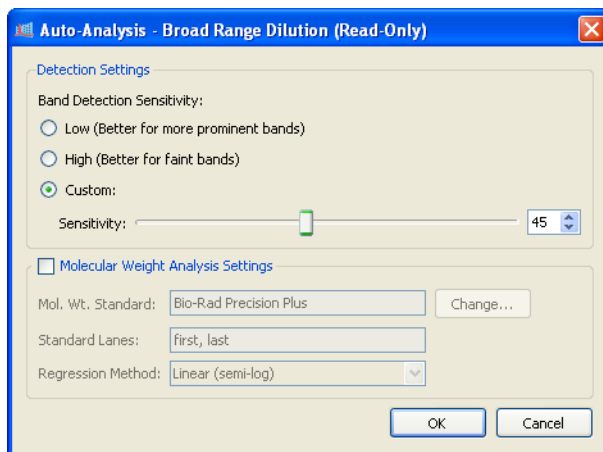 Auto-Analysis - Broad Range Dilution (Read-Only)
Detection Settings
Band Detection Sensitivity:
Low (Better for more prominent bands)
High (Better for faint bands)
Custom:
Sensitivity: 45
Molecular Weight Analysis Settings
Mol. Wt. Standard: Bio-Rad Precision Plus Change...
Standard Lanes: first, last
Regression Method: Linear (semi-log)
OK Cancel